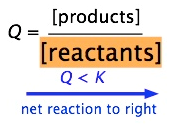 [products]
Q =
[reactants]
Q < K
net reaction to right